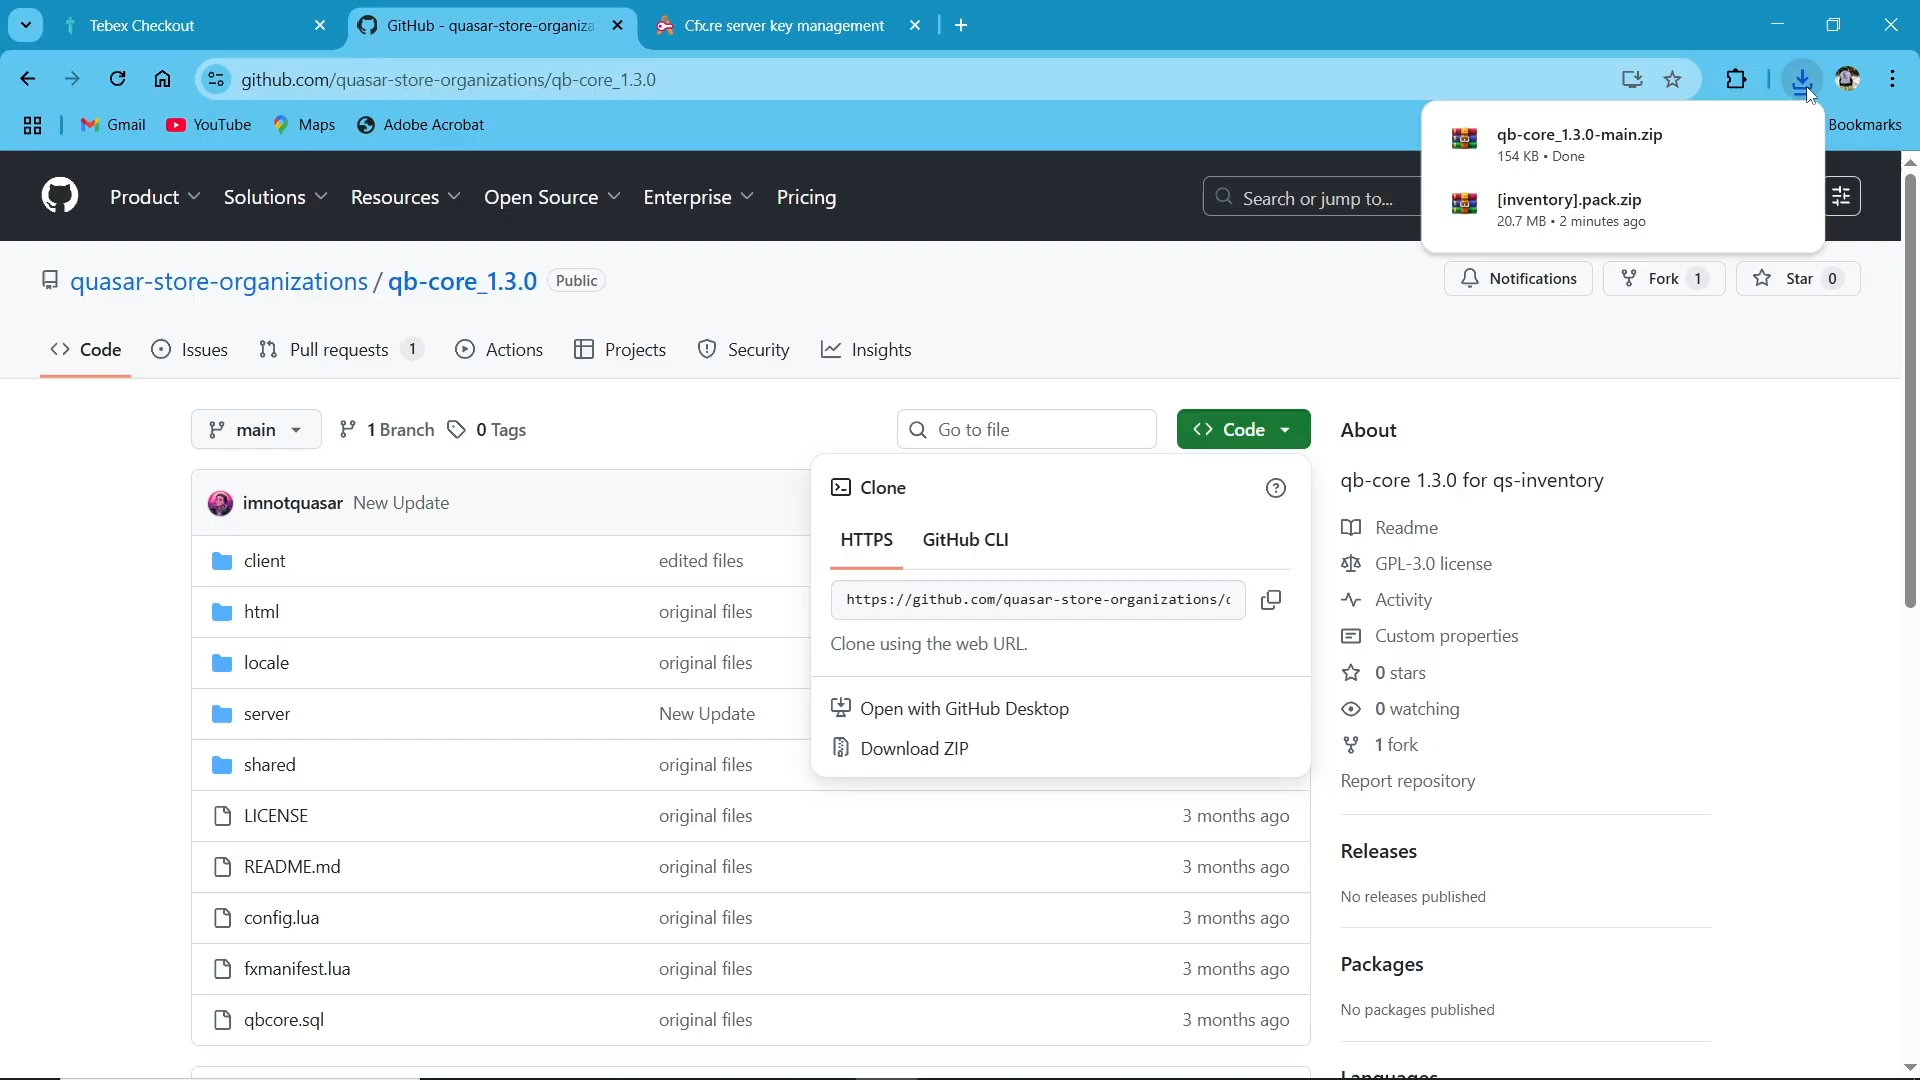 Tebex Checkout
GitHub - quasar-store-organiza
Cfx.re server key management
github.com/quasar-store-organizations/qb-core_1.3.0
Gmail
YouTube
Maps
Adobe Acrobat
Bookmarks
qb-core_1.3.0-main.zip
154 KB • Done
[inventory].pack.zip
20.7 MB • 2 minutes ago
Product
Solutions
Resources
Open Source
Enterprise
Pricing
Search or jump to...
quasar-store-organizations / qb-core_1.3.0 Public
Notifications
Fork 1
Star 0
Code
Issues
Pull requests 1
Actions
Projects
Security
Insights
main
1 Branch
0 Tags
Go to file
Code
imnotquasar New Update
client edited files
html original files
locale original files
server New Update
shared original files
LICENSE original files 3 months ago
README.md original files 3 months ago
config.lua original files 3 months ago
fxmanifest.lua original files 3 months ago
qbcore.sql original files 3 months ago
Clone
HTTPS
GitHub CLI
https://github.com/quasar-store-organizations/
Clone using the web URL.
Open with GitHub Desktop
Download ZIP
About
qb-core 1.3.0 for qs-inventory
Readme
GPL-3.0 license
Activity
Custom properties
0 stars
0 watching
1 fork
Report repository
Releases
No releases published
Packages
No packages published
Languages